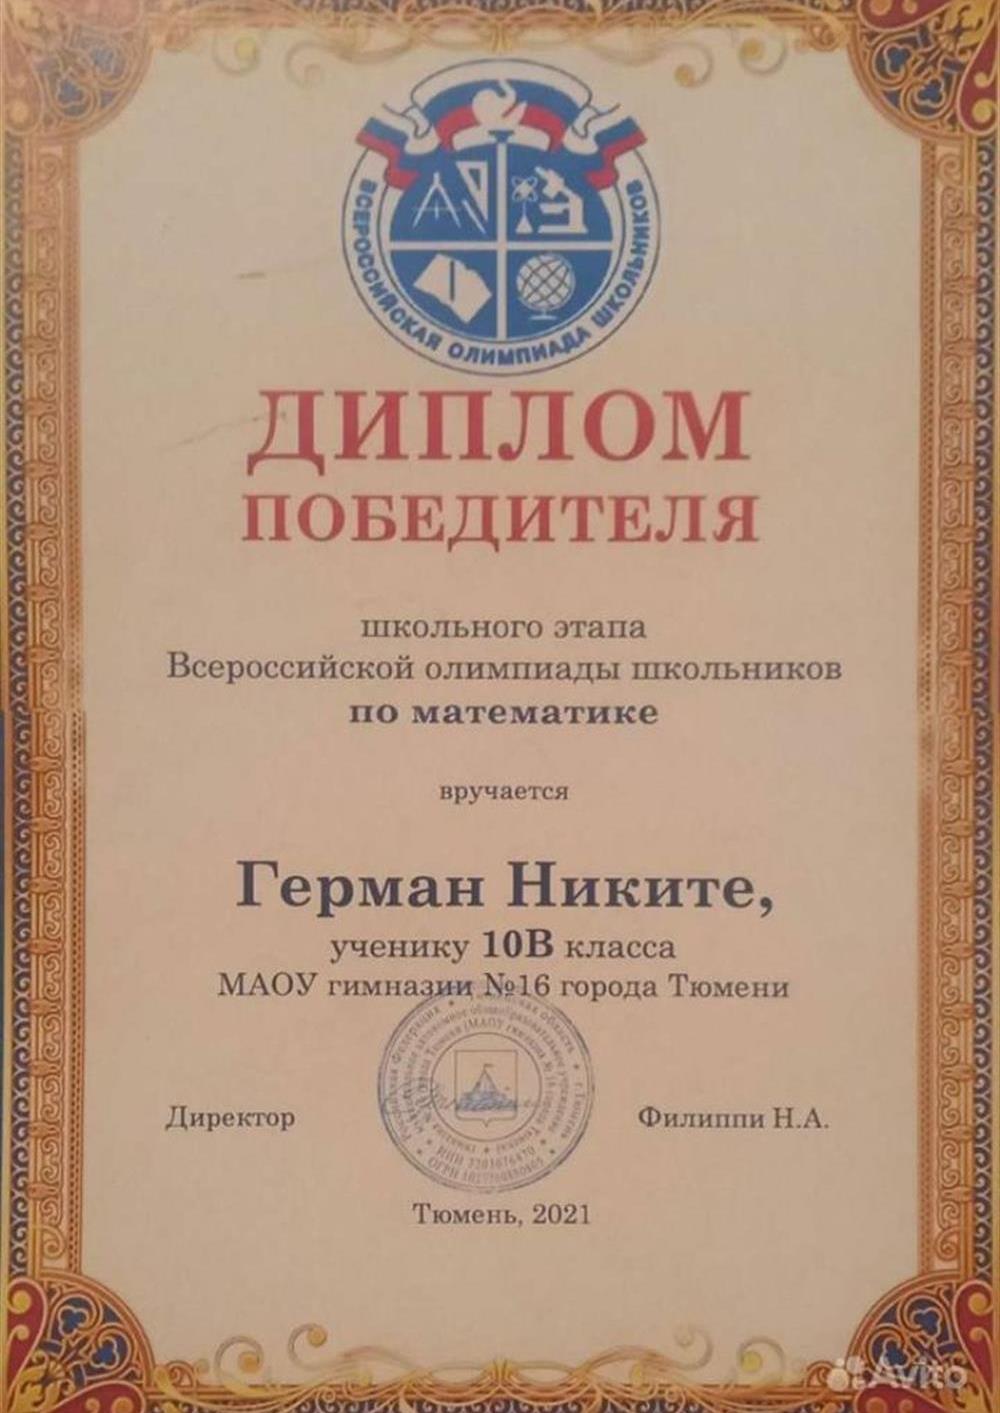 ВСЕРОССИЙСКАЯ ОЛИМПИАДА ШКОЛЬНИКОВ
ДИПЛОМ
ПОБЕДИТЕЛЯ
школьного этапа
Всероссийской олимпиады школьников
по математике
вручается
Герман Никите,
ученику 10В класса
МАОУ гимназии №16 города Тюмени
Директор
Филиппи Н.А.
Тюмень, 2021
Avito